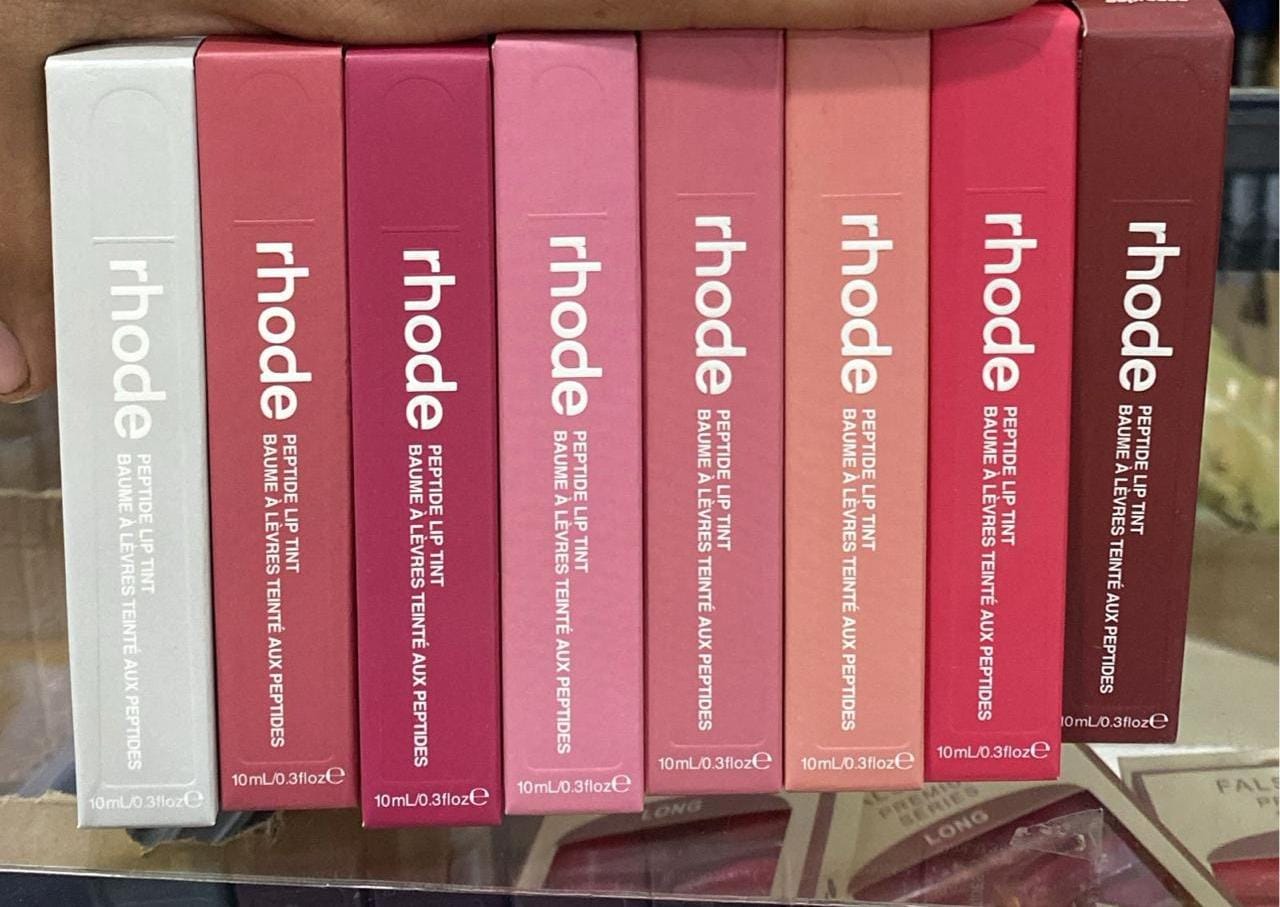 rhode
PEPTIDE LIP TINT
BAUME À LÈVRES TEINTÉ AUX PEPTIDES
10mL/0.3floz℮
rhode
PEPTIDE LIP TINT
BAUME À LÈVRES TEINTÉ AUX PEPTIDES
10mL/0.3floz℮
rhode
PEPTIDE LIP TINT
BAUME À LÈVRES TEINTÉ AUX PEPTIDES
10mL/0.3floz℮
rhode
PEPTIDE LIP TINT
BAUME À LÈVRES TEINTÉ AUX PEPTIDES
10mL/0.3floz℮
rhode
PEPTIDE LIP TINT
BAUME À LÈVRES TEINTÉ AUX PEPTIDES
10mL/0.3floz℮
rhode
PEPTIDE LIP TINT
BAUME À LÈVRES TEINTÉ AUX PEPTIDES
10mL/0.3floz℮
rhode
PEPTIDE LIP TINT
BAUME À LÈVRES TEINTÉ AUX PEPTIDES
10mL/0.3floz℮
rhode
PEPTIDE LIP TINT
BAUME À LÈVRES TEINTÉ AUX PEPTIDES
10mL/0.3floz℮
LONG
SERIES
LONG